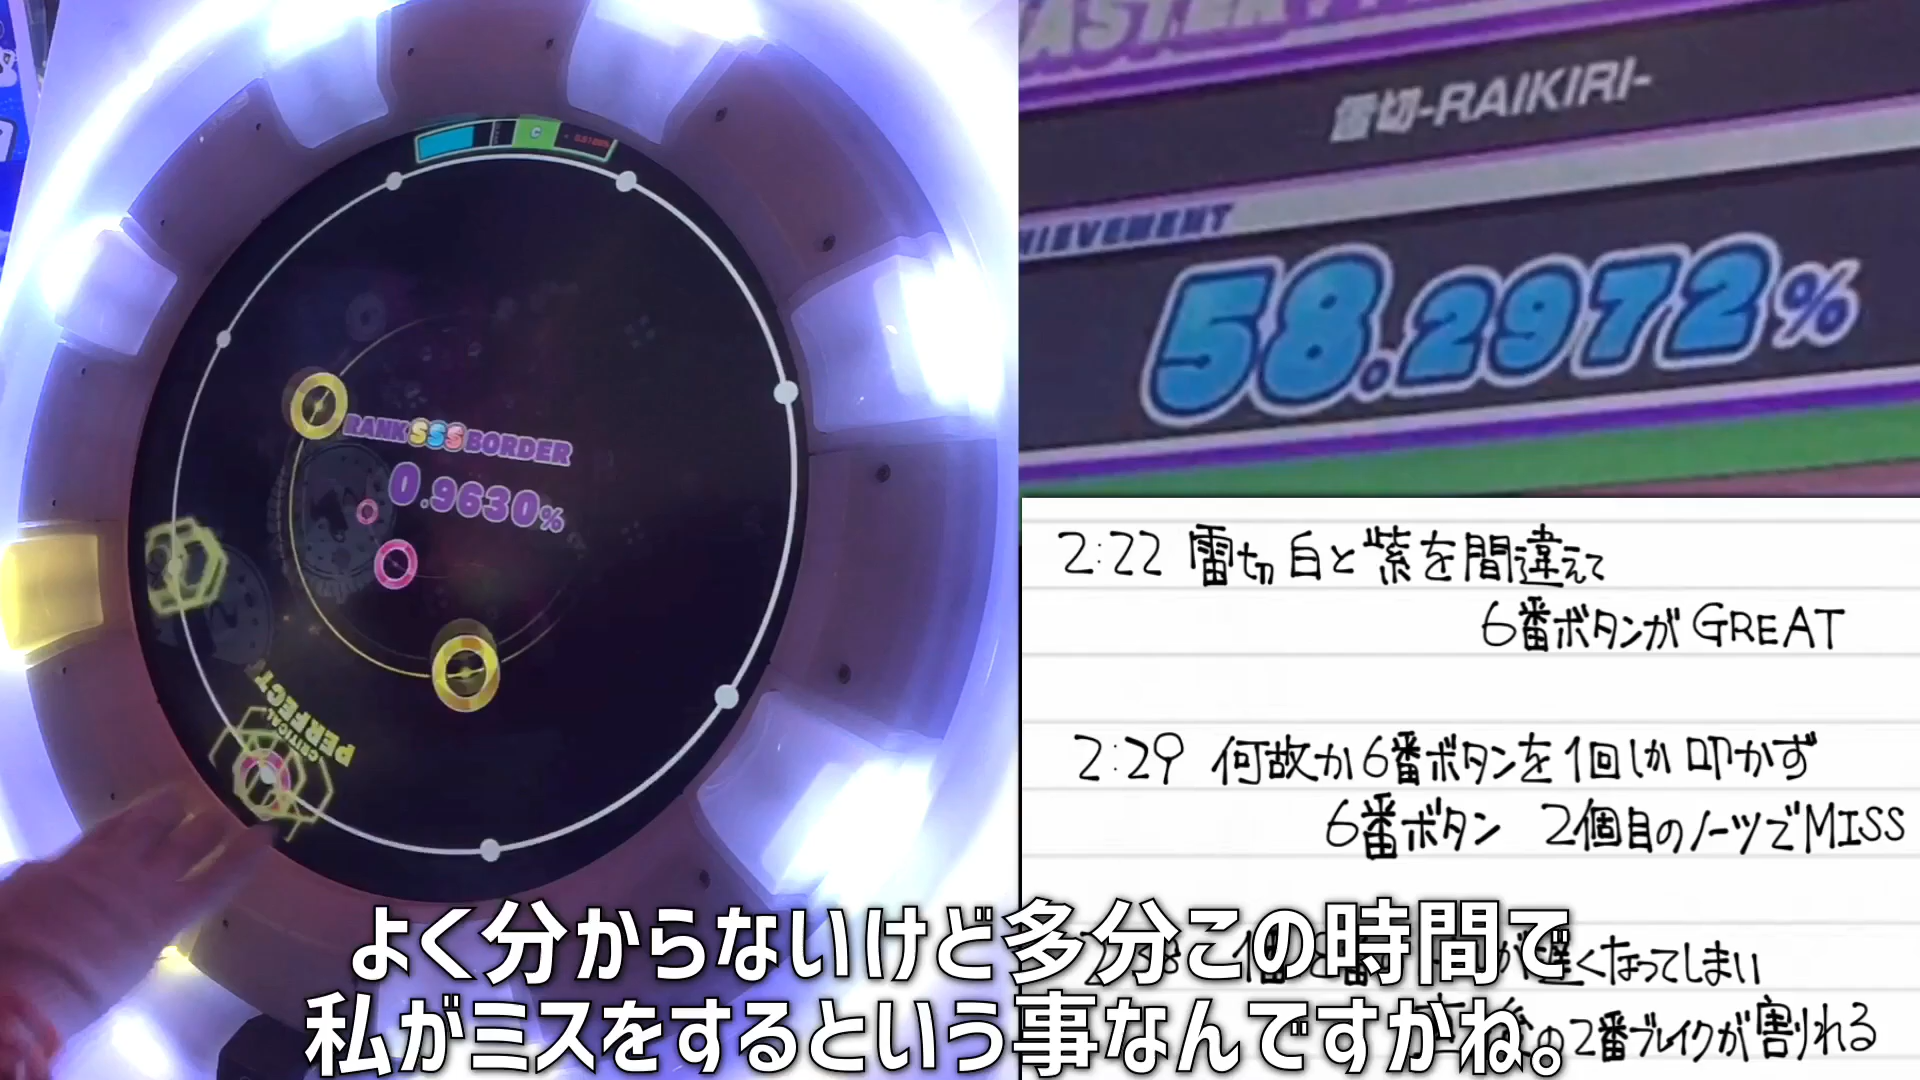 RANK SSS BORDER
0.9630%
CRITICAL
PERFECT
雷切-RAIKIRI-
58.2972%
2:22 雷切 白と紫を間違えて
6番ボタンがGREAT
2:29 何故か6番ボタンを1回しか叩かず
6番ボタン 2個目のノーツでMISS
が遅くなってしまい
の2番ブレイクが割れる
よく分からないけど多分この時間で
私がミスをするという事なんですかね。